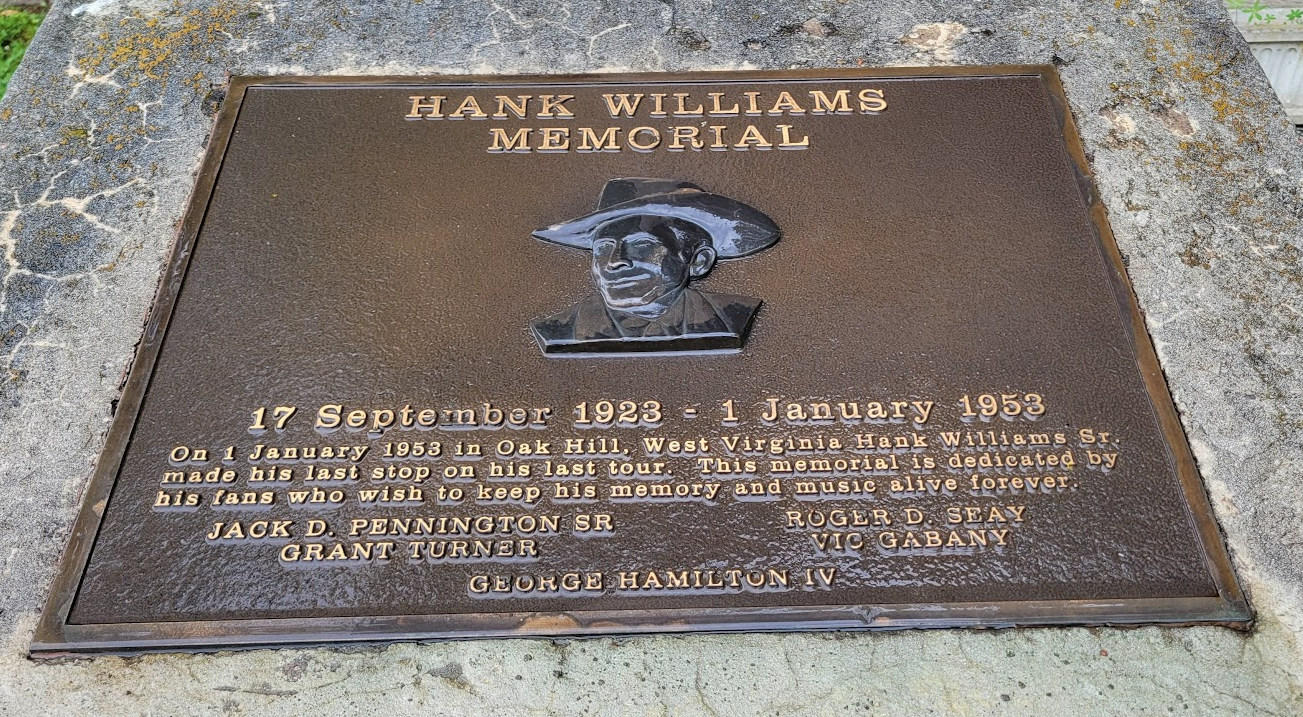 HANK WILLIAMS
MEMORIAL
17 September 1923 - 1 January 1953
On 1 January 1953 in Oak Hill, West Virginia Hank Williams Sr.
made his last stop on his last tour. This memorial is dedicated by
his fans who wish to keep his memory and music alive forever.
JACK D. PENNINGTON SR
ROGER D. SEAY
GRANT TURNER
VIC GABANY
GEORGE HAMILTON IV